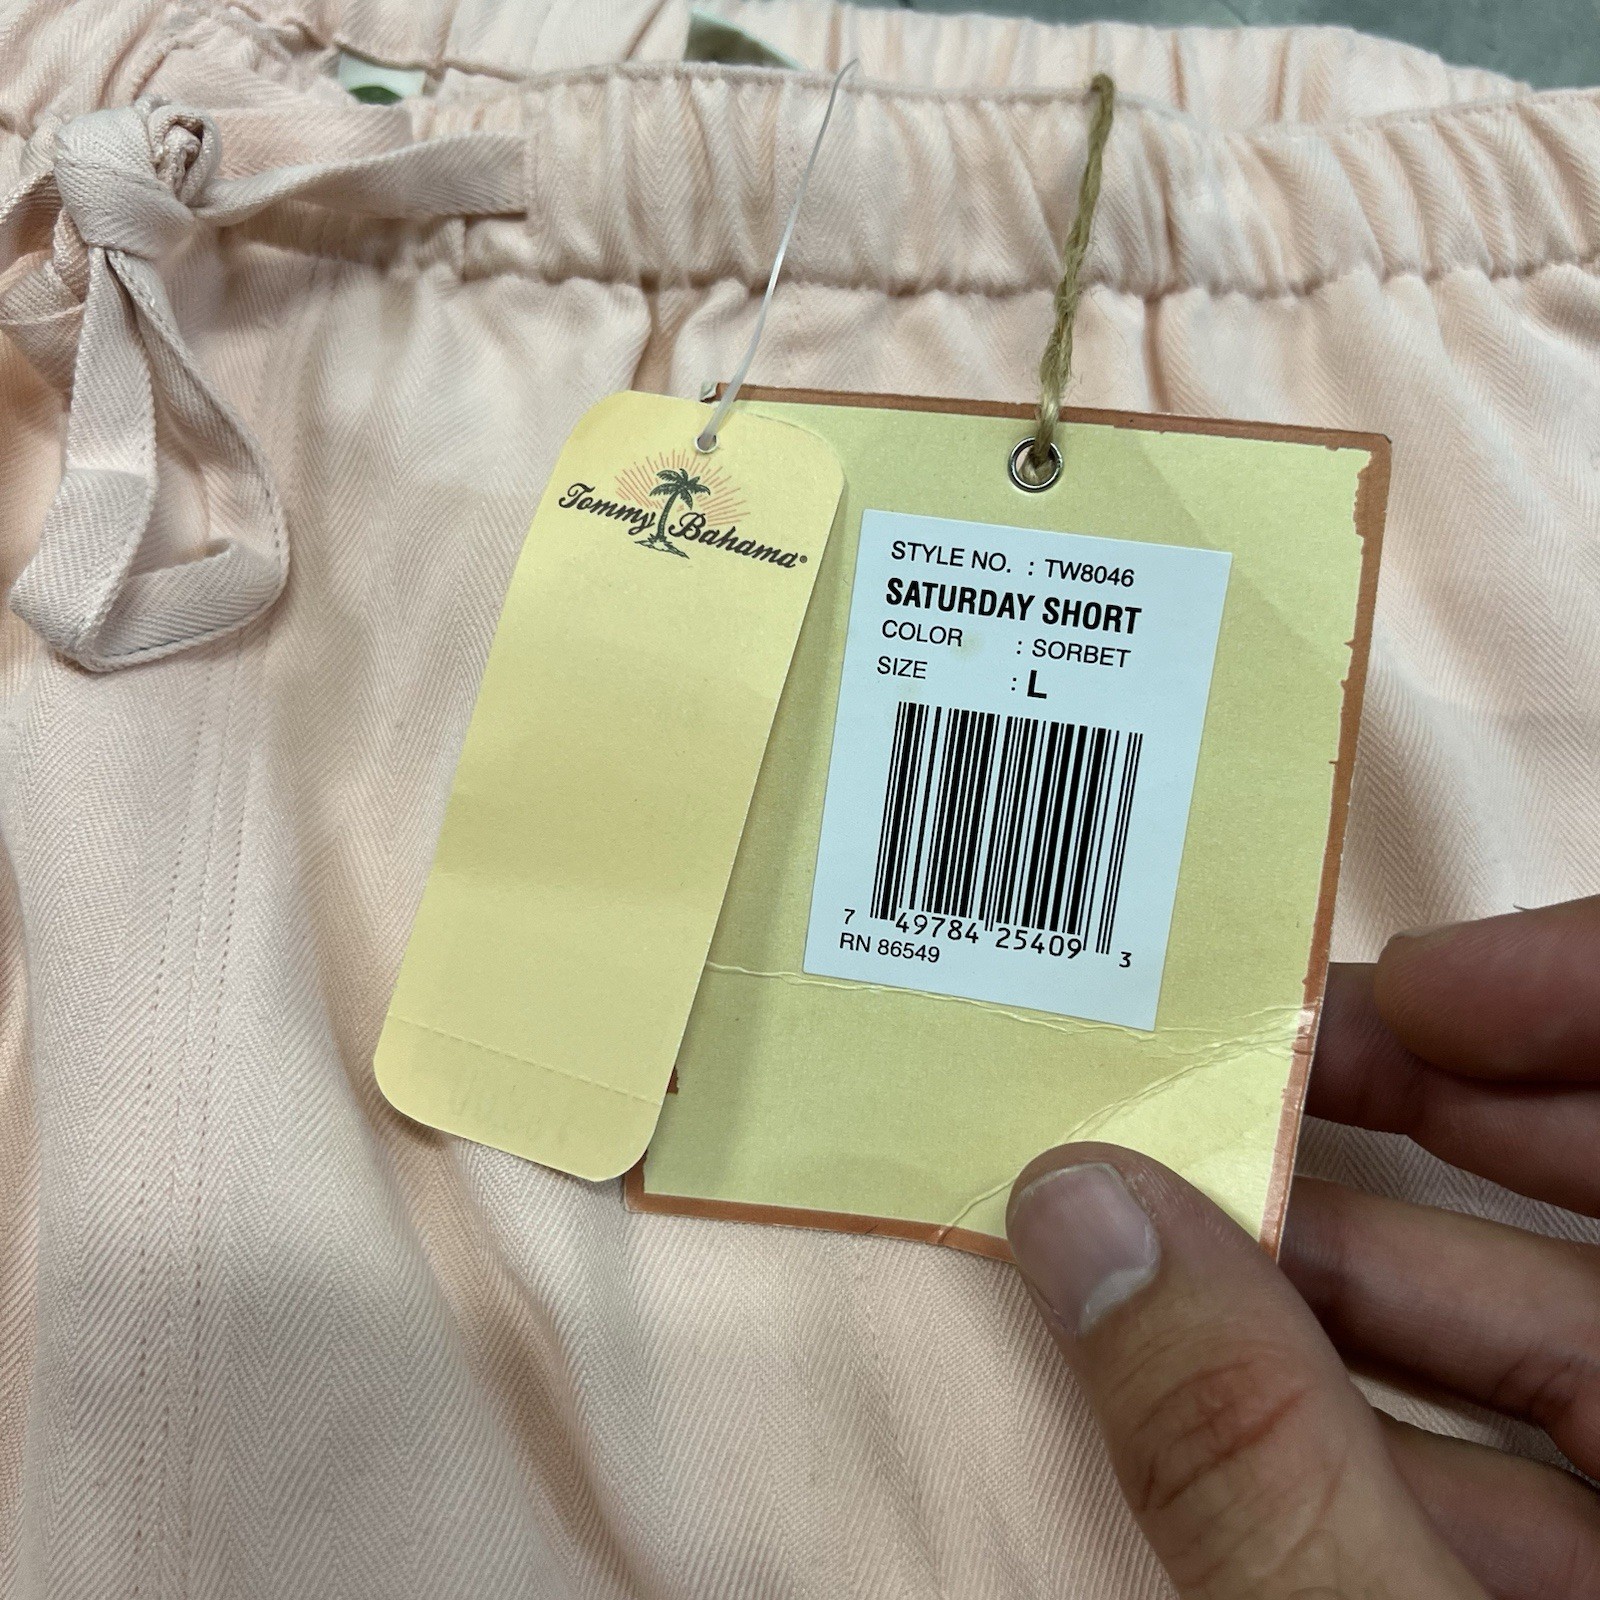 Tommy Bahama®
STYLE NO. : TW8046
SATURDAY SHORT
COLOR : SORBET
SIZE : L
7 49784 25409 3
RN 86549